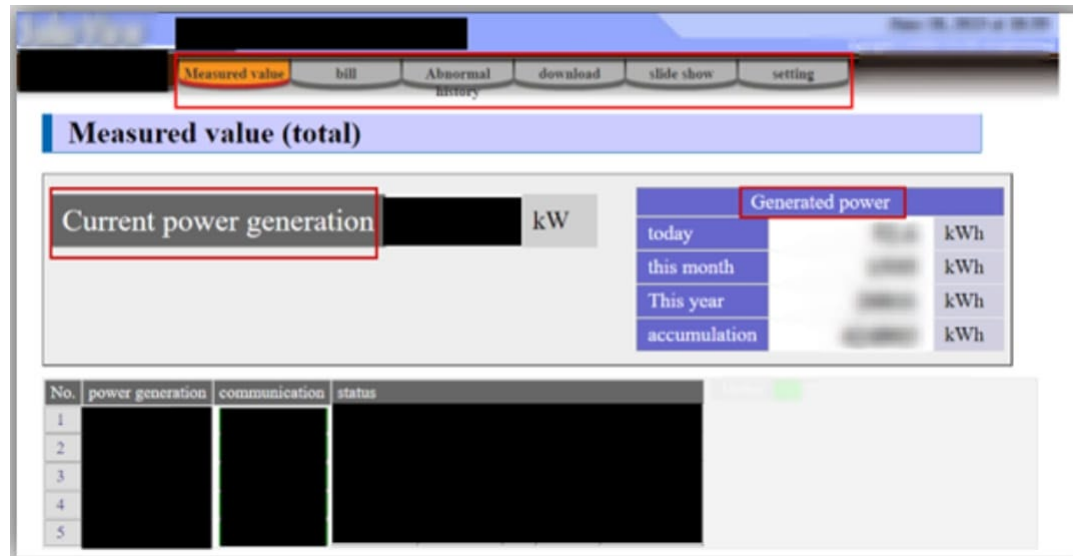 Measured value bill Abnormal history download slide show setting
Measured value (total)
Current power generation kW
Generated power
today kWh
this month kWh
This year kWh
accumulation kWh
No. power generation communication status
1
2
3
4
5